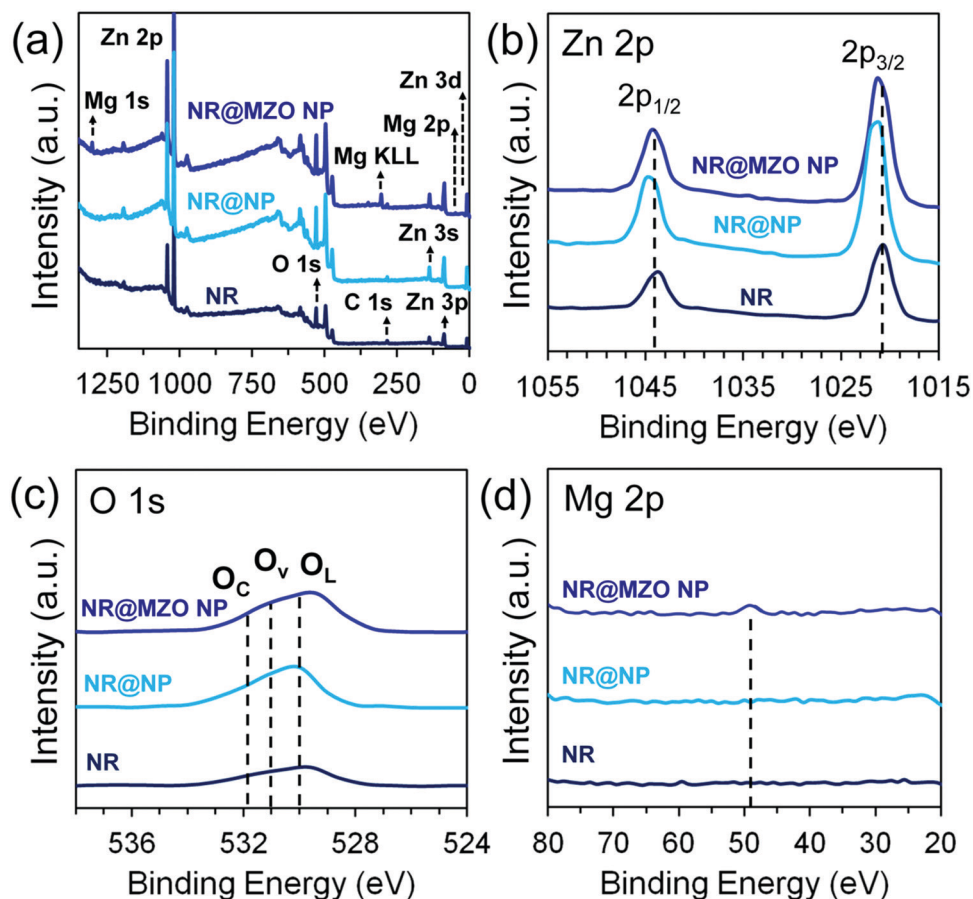 (a)
Zn 2p
Zn 3d
Mg 1s
NR@MZO NP
Mg 2p
Mg KLL
NR@NP
Zn 3s
O 1s
NR
C 1s
Zn 3p
Intensity (a.u.)
1250 1000 750 500 250 0
Binding Energy (eV)
(b)
Zn 2p
2p3/2
2p1/2
NR@MZO NP
NR@NP
NR
Intensity (a.u.)
1055 1045 1035 1025 1015
Binding Energy (eV)
(c)
O 1s
OC OV OL
NR@MZO NP
NR@NP
NR
Intensity (a.u.)
536 532 528 524
Binding Energy (eV)
(d)
Mg 2p
NR@MZO NP
NR@NP
NR
Intensity (a.u.)
80 70 60 50 40 30 20
Binding Energy (eV)